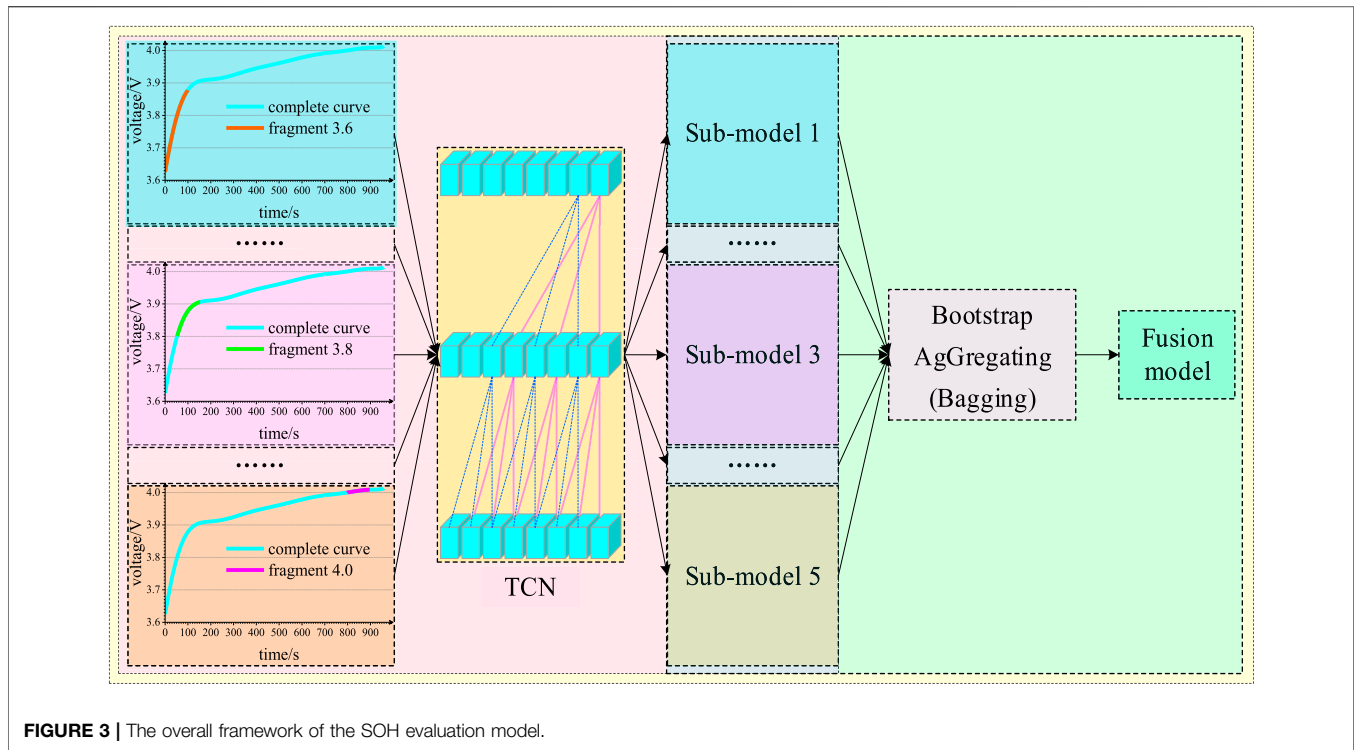 voltage/V
4.0
3.9
3.8
3.7
3.6
complete curve
fragment 3.6
0 100 200 300 400 500 600 700 800 900
time/s
......
voltage/V
4.0
3.9
3.8
3.7
3.6
complete curve
fragment 3.8
0 100 200 300 400 500 600 700 800 900
time/s
......
voltage/V
4.0
3.9
3.8
3.7
3.6
complete curve
fragment 4.0
0 100 200 300 400 500 600 700 800 900
time/s
TCN
Sub-model 1
......
Sub-model 3
......
Sub-model 5
Bootstrap
AgGregating
(Bagging)
Fusion
model
FIGURE 3 | The overall framework of the SOH evaluation model.